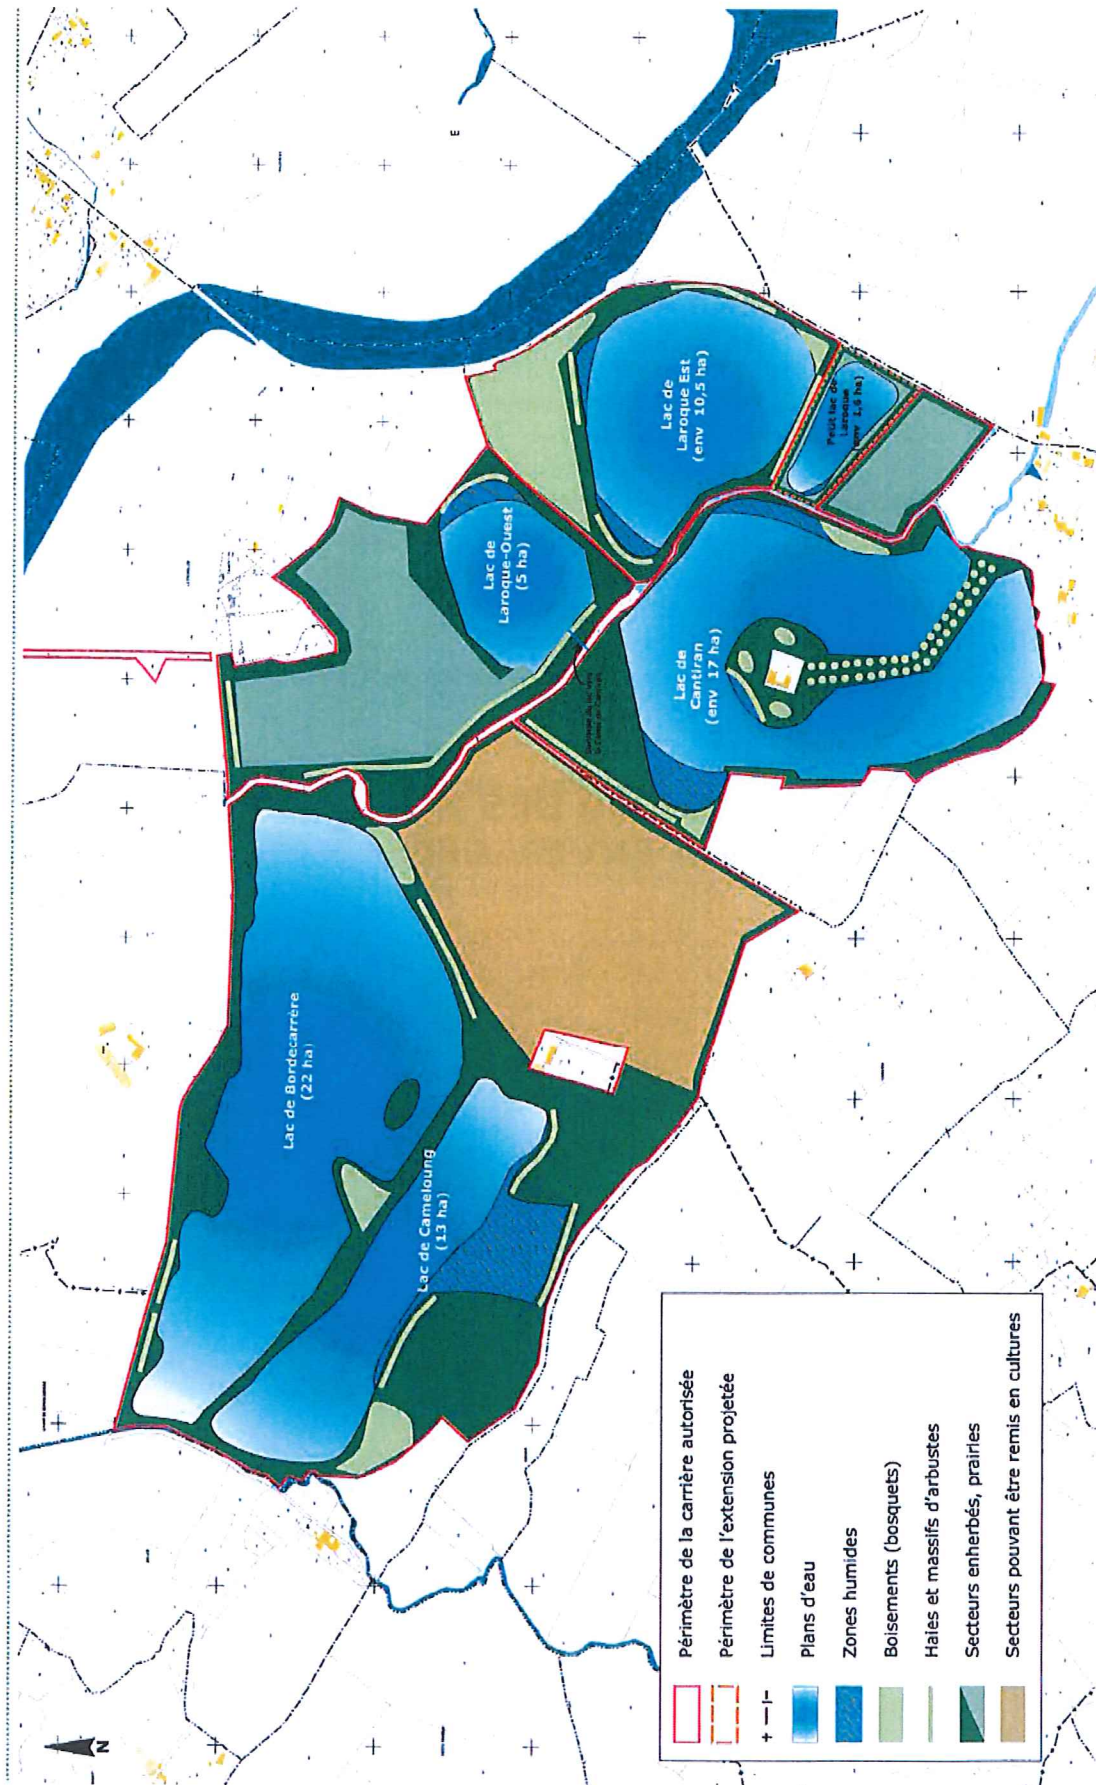 Lac de Bordecarrère
(22 ha)
Lac de Cameloung
(13 ha)
Lac de
Laroque-Ouest
(5 ha)
Lac de
Laroque Est
(env 10,5 ha)
Petit lac de
Laroque
(env 1,6 ha)
Lac de
Cantiran
(env 17 ha)
E
N
Périmètre de la carrière autorisée
Périmètre de l'extension projetée
Limites de communes
Plans d'eau
Zones humides
Boisements (bosquets)
Haies et massifs d'arbustes
Secteurs enherbés, prairies
Secteurs pouvant être remis en cultures